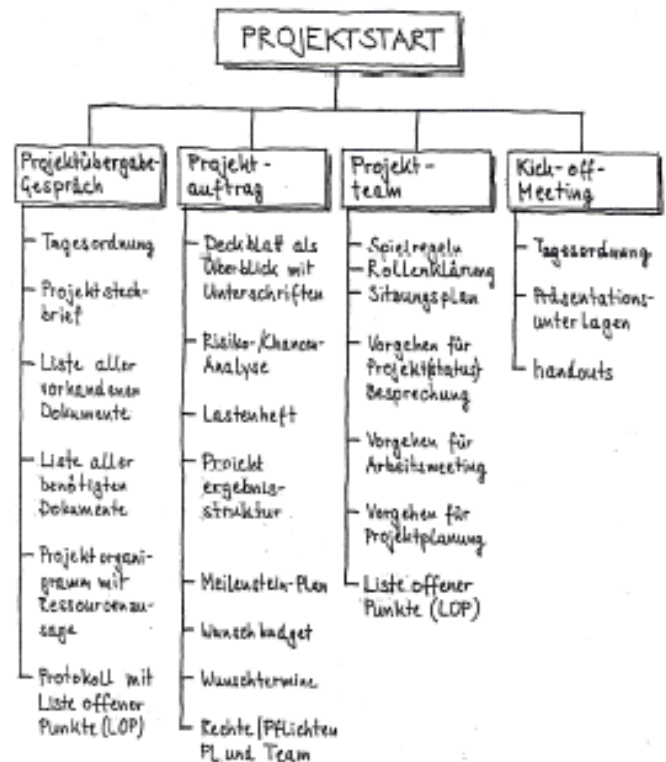 PROJEKTSTART
Projektübergabe-
Gespräch
Tagesordnung
Projektsteck-
brief
Liste aller
vorhandenen
Dokumente
Liste aller
benötigten
Dokumente
Projektorgani-
gramm mit
Ressourcenzu-
sage
Protokoll mit
Liste offener
Punkte (LOP)
Projekt-
auftrag
Deckblatt als
Überblick mit
Unterschriften
Risiko-/Chancen-
Analyse
Lastenheft
Projekt
ergebnis-
struktur
Meilenstein-Plan
Wunschbudget
Wunschtermine
Rechte/Pflichten
PL und Team
Projekt-
team
Spielregeln
Rollenklärung
Sitzungsplan
Vorgehen für
Projekt(status)
Besprechung
Vorgehen für
Arbeitsmeeting
Vorgehen für
Projektplanung
Liste offener
Punkte (LOP)
Kick-off-
Meeting
Tagesordnung
Präsentations-
unterlagen
handouts